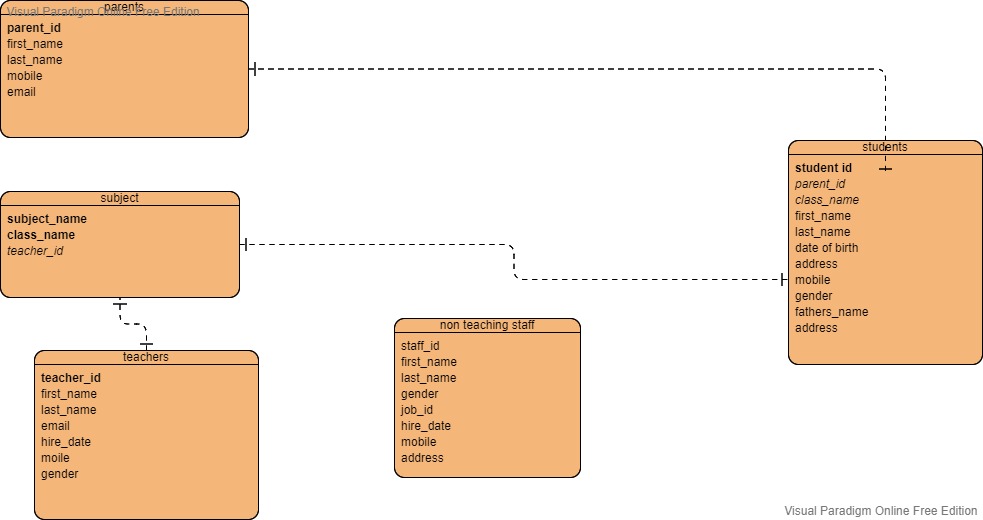 parents
Visual Paradigm Online Free Edition
parent_id
first_name
last_name
mobile
email
students
student id
parent_id
class_name
first_name
last_name
date of birth
address
mobile
gender
fathers_name
address
subject
subject_name
class_name
teacher_id
non teaching staff
staff_id
first_name
last_name
gender
job_id
hire_date
mobile
address
teachers
teacher_id
first_name
last_name
email
hire_date
moile
gender
Visual Paradigm Online Free Edition